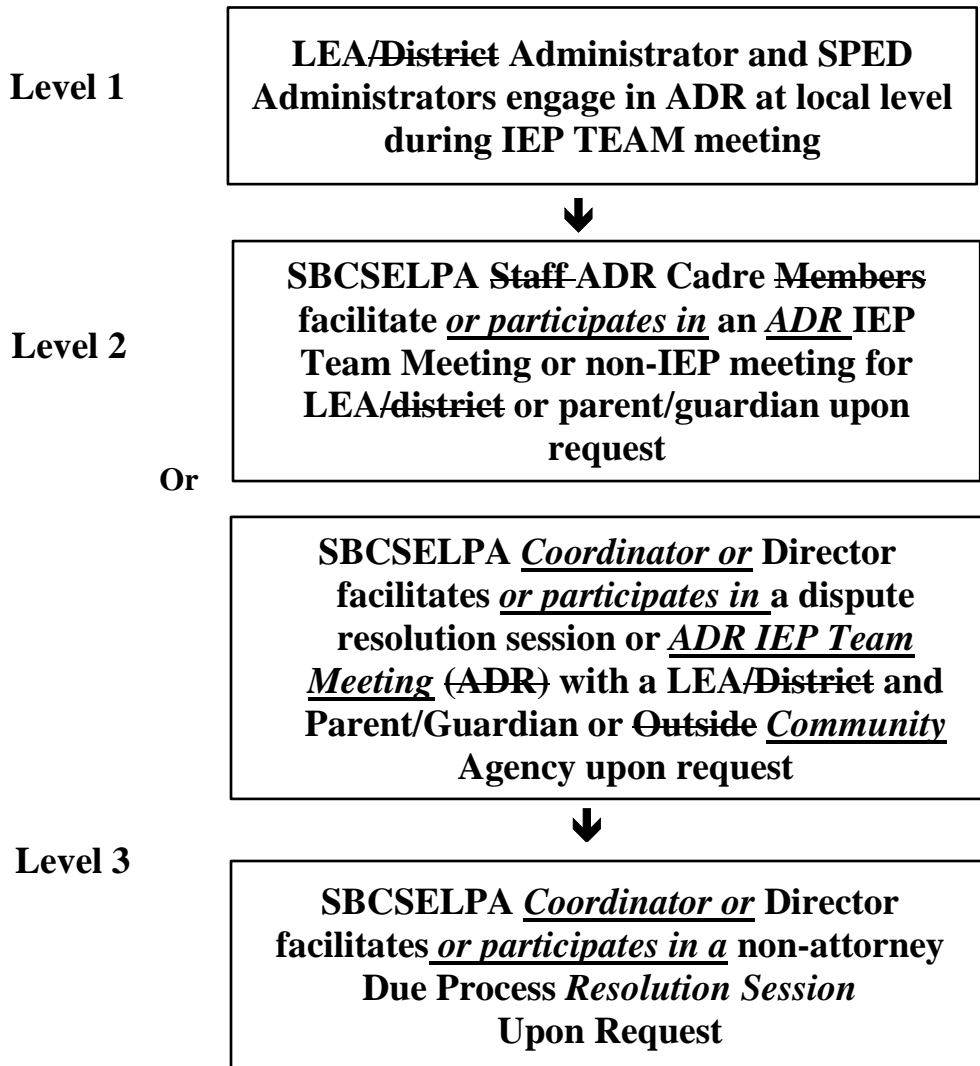 Level 1
LEA/District Administrator and SPED
Administrators engage in ADR at local level
during IEP TEAM meeting
Level 2
SBCSELPA Staff ADR Cadre Members
facilitate or participates in an ADR IEP
Team Meeting or non-IEP meeting for
LEA/district or parent/guardian upon
request
Or
SBCSELPA Coordinator or Director
facilitates or participates in a dispute
resolution session or ADR IEP Team
Meeting (ADR) with a LEA/District and
Parent/Guardian or Outside Community
Agency upon request
Level 3
SBCSELPA Coordinator or Director
facilitates or participates in a non-attorney
Due Process Resolution Session
Upon Request